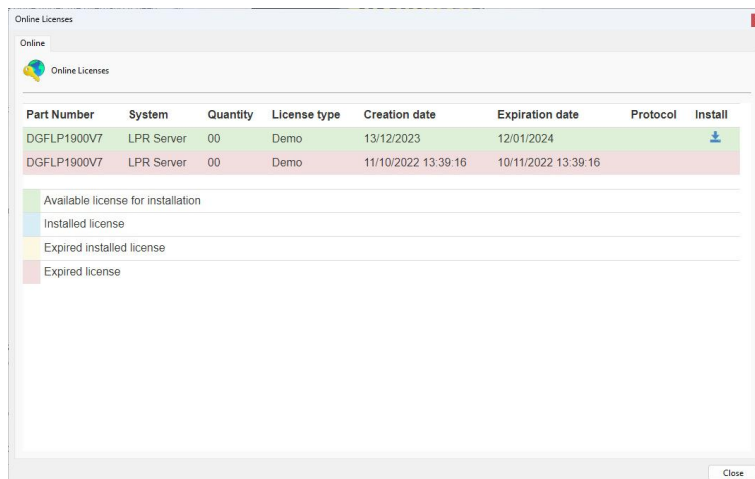 Online Licenses
Online
Online Licenses
Part Number System Quantity License type Creation date Expiration date Protocol Install
DGFLP1900V7 LPR Server 00 Demo 13/12/2023 12/01/2024
DGFLP1900V7 LPR Server 00 Demo 11/10/2022 13:39:16 10/11/2022 13:39:16
Available license for installation
Installed license
Expired installed license
Expired license
Close